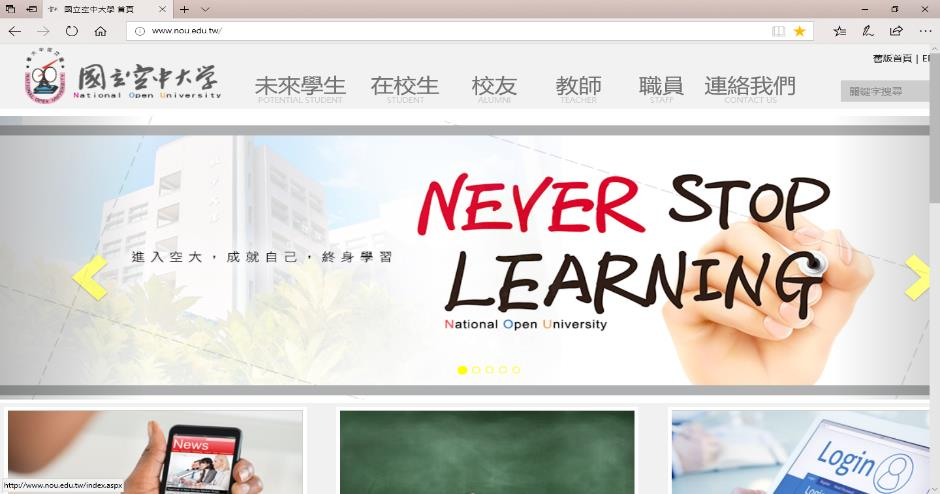 國立空中大學 首頁
www.nou.edu.tw/
舊版首頁 |
國立空中大學
National Open University
未來學生 在校生 校友 教師 職員 連絡我們
POTENTIAL STUDENT STUDENT ALUMNI TEACHER STAFF CONTACT US
關鍵字搜尋
NEVER STOP
LEARNING
進入空大，成就自己，終身學習
National Open University
News
Login
http://www.nou.edu.tw/index.aspx